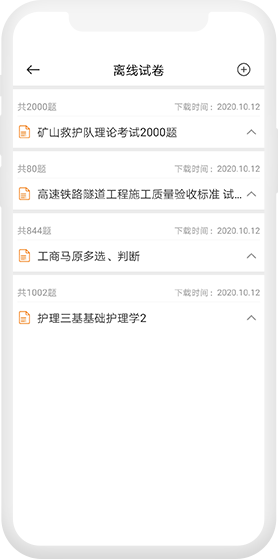 离线试卷
共2000题 下载时间：2020.10.12
矿山救护队理论考试2000题
共80题 下载时间：2020.10.12
高速铁路隧道工程施工质量验收标准 试...
共844题 下载时间：2020.10.12
工商马原多选、判断
共1002题 下载时间：2020.10.12
护理三基基础护理学2